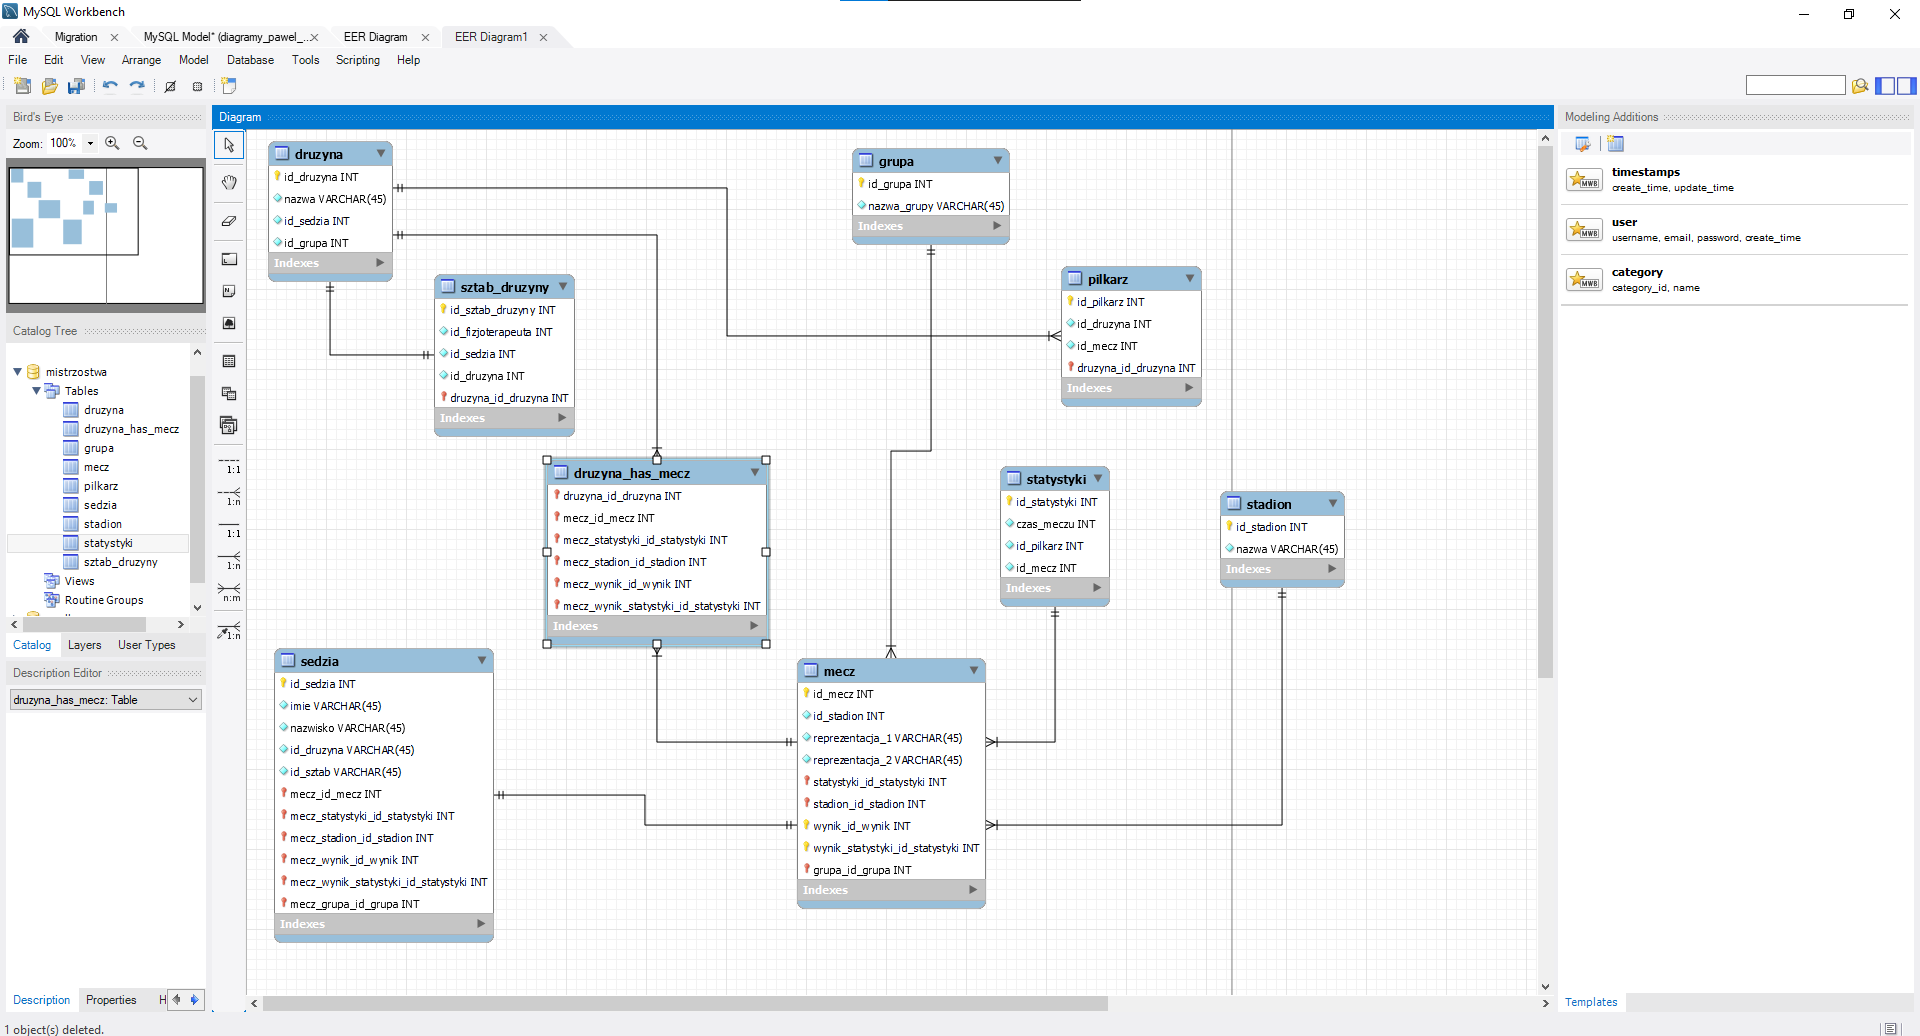 MySQL Workbench
Migration
MySQL Model* (diagramy_pawel_...
EER Diagram
EER Diagram1
File Edit View Arrange Model Database Tools Scripting Help
Bird's Eye
Zoom: 100%
Catalog Tree
mistrzostwa
Tables
druzyna
druzyna_has_mecz
grupa
mecz
pilkarz
sedzia
stadion
statystyki
sztab_druzyny
Views
Routine Groups
Catalog Layers User Types
Description Editor
druzyna_has_mecz: Table
Description Properties H
1 object(s) deleted.
Diagram
1:1
1:n
1:1
1:n
n:m
1:n
druzyna
id_druzyna INT
nazwa VARCHAR(45)
id_sedzia INT
id_grupa INT
Indexes
sztab_druzyny
id_sztab_druzyny INT
id_fizjoterapeuta INT
id_sedzia INT
id_druzyna INT
druzyna_id_druzyna INT
Indexes
grupa
id_grupa INT
nazwa_grupy VARCHAR(45)
Indexes
pilkarz
id_pilkarz INT
id_druzyna INT
id_mecz INT
druzyna_id_druzyna INT
Indexes
druzyna_has_mecz
druzyna_id_druzyna INT
mecz_id_mecz INT
mecz_statystyki_id_statystyki INT
mecz_stadion_id_stadion INT
mecz_wynik_id_wynik INT
mecz_wynik_statystyki_id_statystyki INT
Indexes
statystyki
id_statystyki INT
czas_meczu INT
id_pilkarz INT
id_mecz INT
Indexes
stadion
id_stadion INT
nazwa VARCHAR(45)
Indexes
sedzia
id_sedzia INT
imie VARCHAR(45)
nazwisko VARCHAR(45)
id_druzyna VARCHAR(45)
id_sztab VARCHAR(45)
mecz_id_mecz INT
mecz_statystyki_id_statystyki INT
mecz_stadion_id_stadion INT
mecz_wynik_id_wynik INT
mecz_wynik_statystyki_id_statystyki INT
mecz_grupa_id_grupa INT
Indexes
mecz
id_mecz INT
id_stadion INT
reprezentacja_1 VARCHAR(45)
reprezentacja_2 VARCHAR(45)
statystyki_id_statystyki INT
stadion_id_stadion INT
wynik_id_wynik INT
wynik_statystyki_id_statystyki INT
grupa_id_grupa INT
Indexes
Modeling Additions
MWB
timestamps
create_time, update_time
MWB
user
username, email, password, create_time
MWB
category
category_id, name
Templates